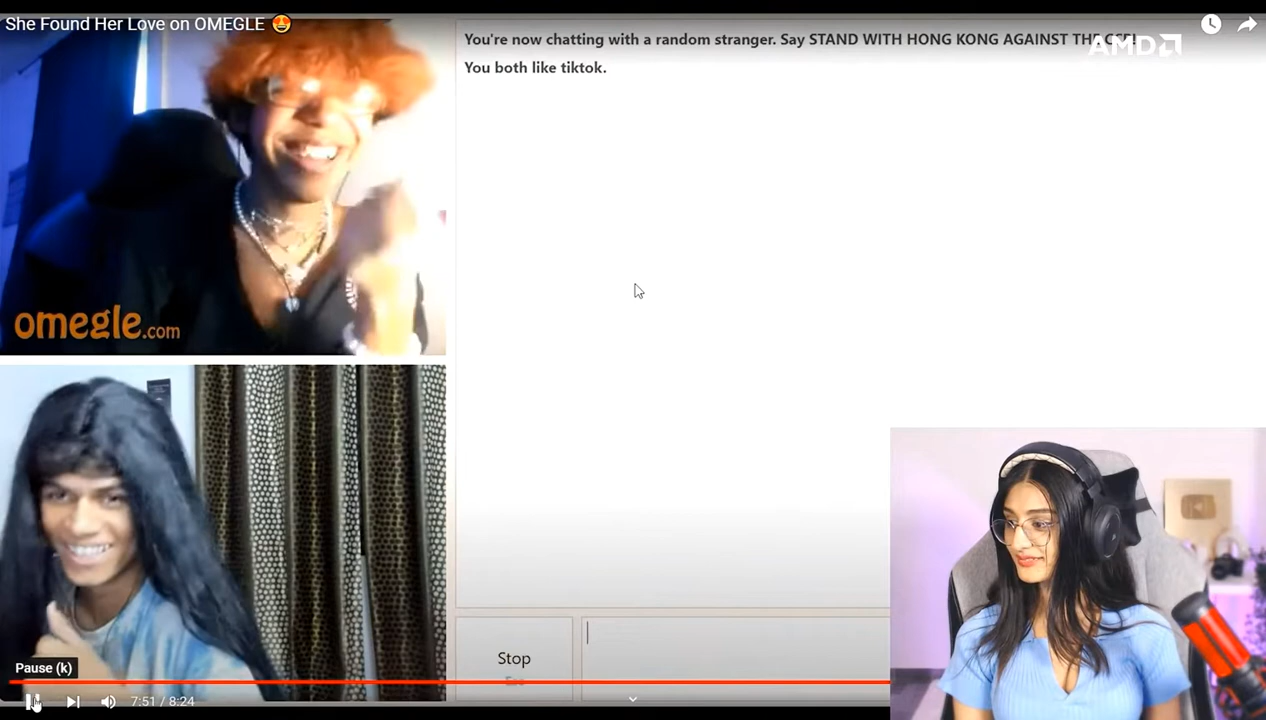 She Found Her Love on OMEGLE 🤩
You're now chatting with a random stranger. Say STAND WITH HONG KONG AGAINST THE
AMD
You both like tiktok.
omegle.com
Stop
Esc
Pause (k)
7:51 / 8:24